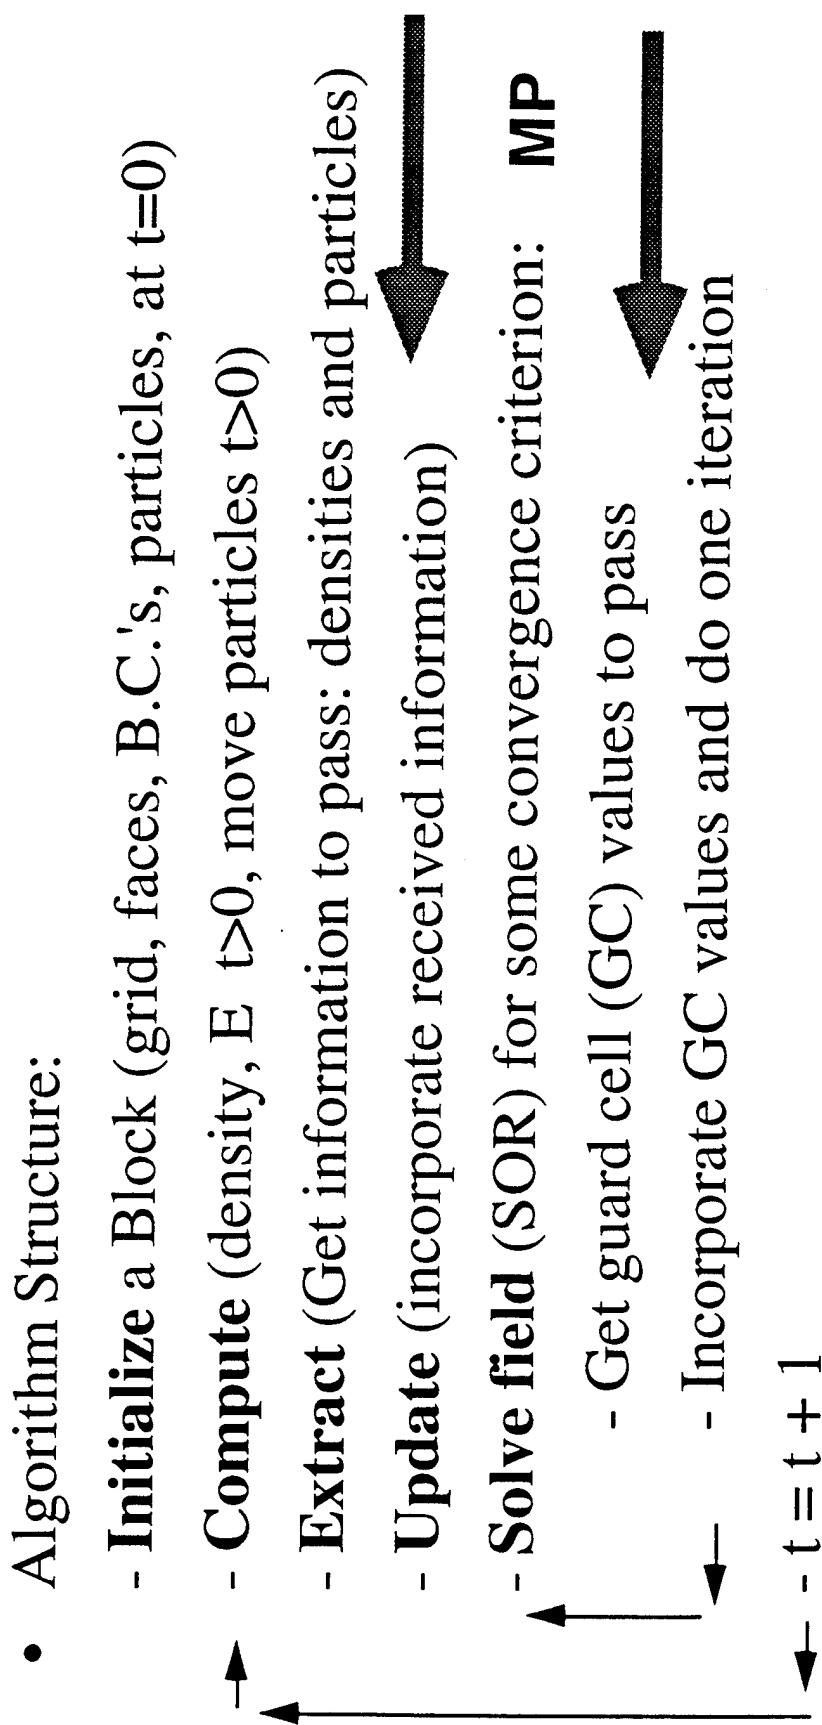 • Algorithm Structure:
- Initialize a Block (grid, faces, B.C.'s, particles, at t=0)
- Compute (density, E t>0, move particles t>0)
- Extract (Get information to pass: densities and particles)
- Update (incorporate received information)
- Solve field (SOR) for some convergence criterion: MP
- Get guard cell (GC) values to pass
- Incorporate GC values and do one iteration
- t = t + 1